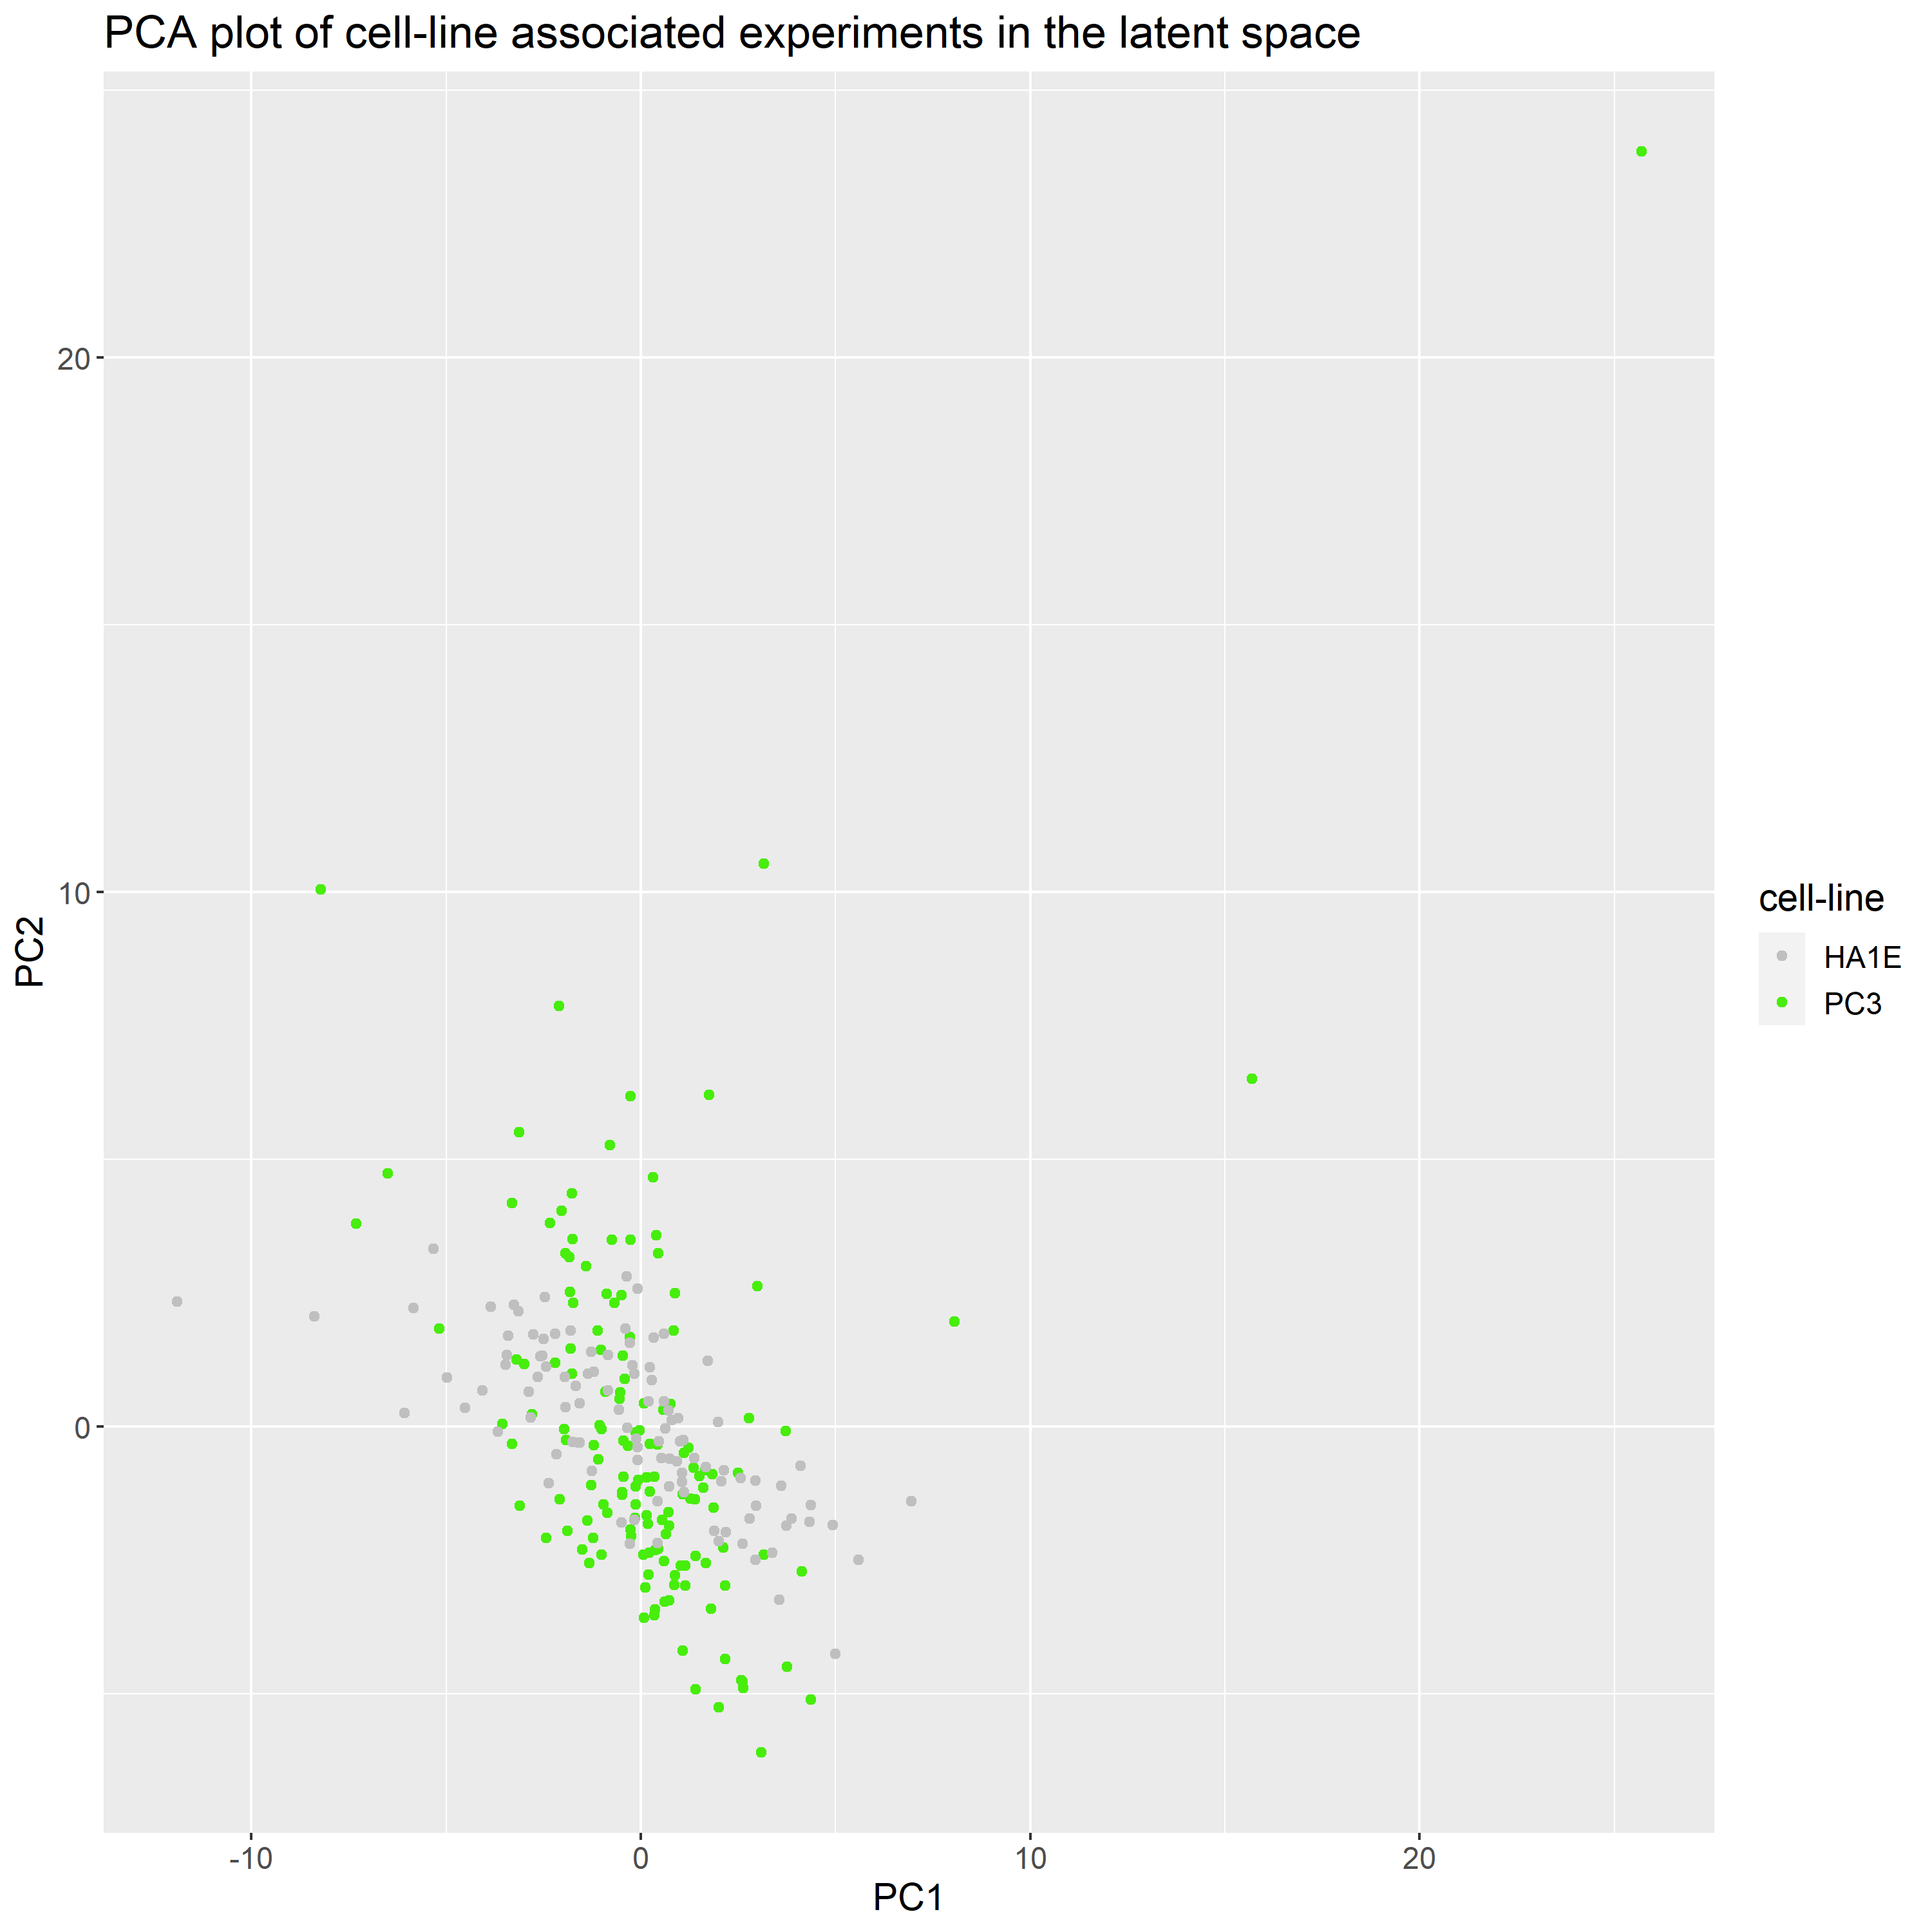 PCA plot of cell-line associated experiments in the latent space
PC2
20
10
0
-10
0
10
20
PC1
cell-line
HA1E
PC3